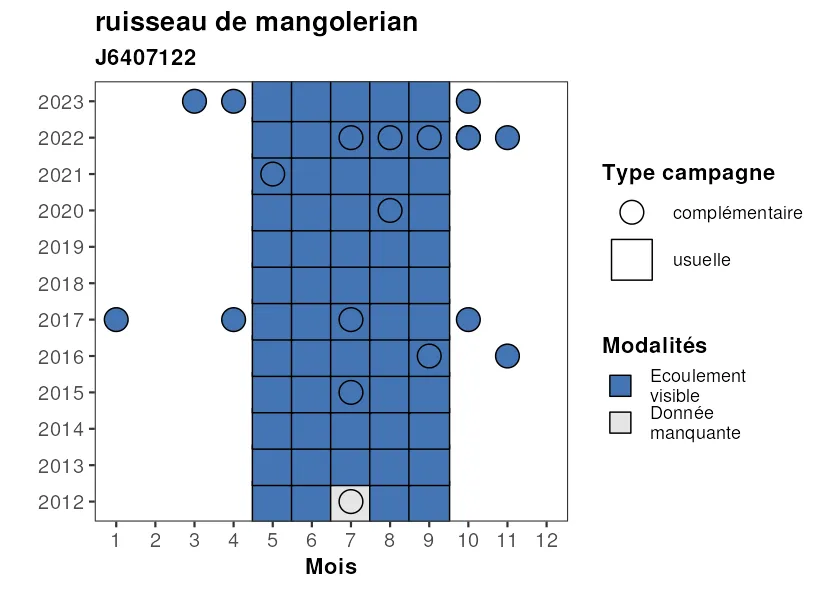 ruisseau de mangolerian
J6407122
2023
2022
2021
2020
2019
2018
2017
2016
2015
2014
2013
2012
1 2 3 4 5 6 7 8 9 10 11 12
Mois
Type campagne
complémentaire
usuelle
Modalités
Ecoulement
visible
Donnée
manquante